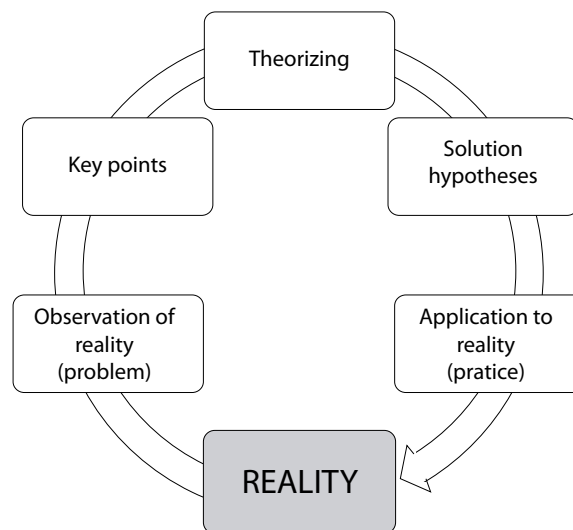 Theorizing
Key points
Solution
hypotheses
Observation of
reality
(problem)
Application to
reality
(pratice)
REALITY